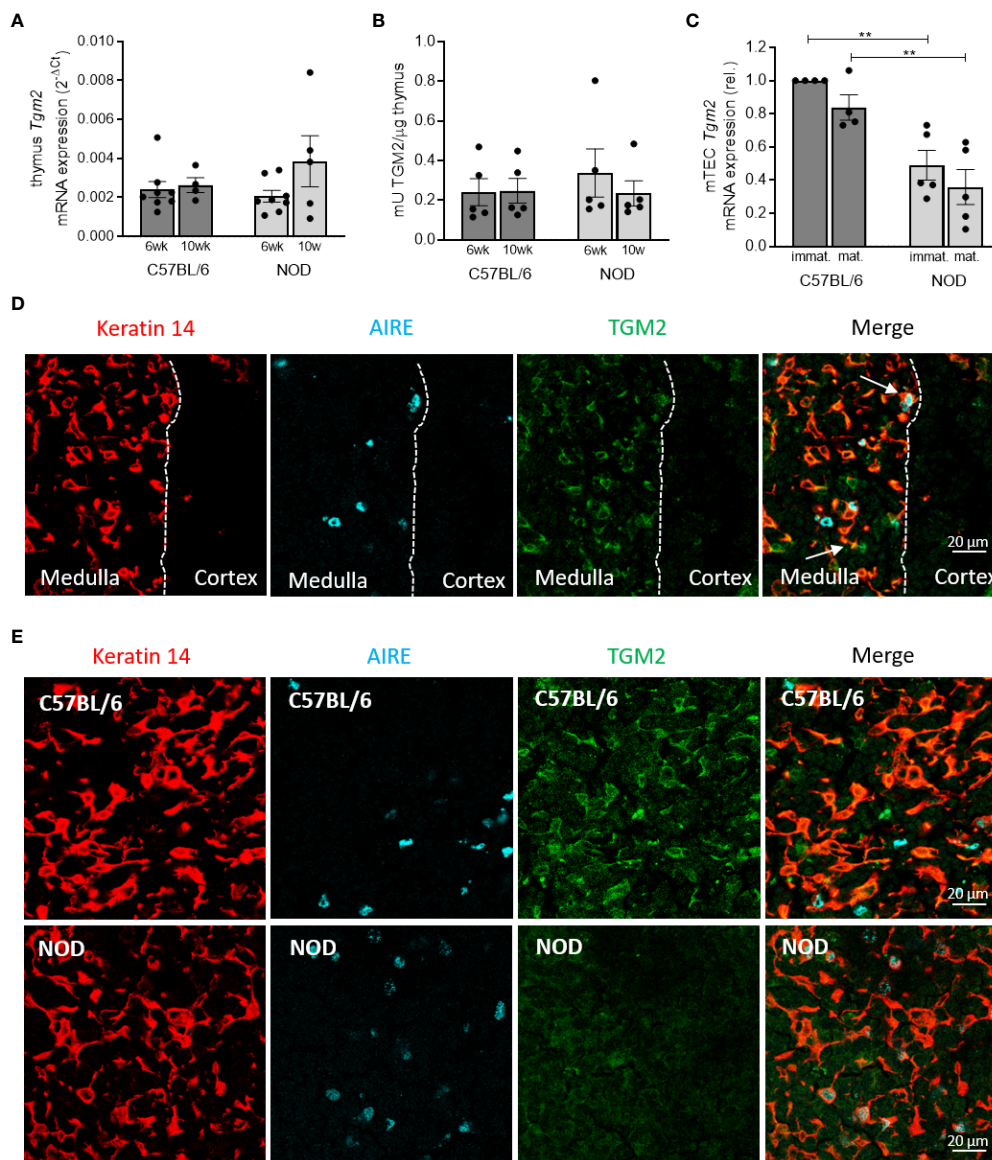 A
thymus Tgm2
mRNA expression (2^-ΔCt)
0.010
0.008
0.006
0.004
0.002
0.000
6wk 10wk 6wk 10w
C57BL/6 NOD
B
mU TGM2/µg thymus
1.0
0.8
0.6
0.4
0.2
0.0
6wk 10wk 6wk 10w
C57BL/6 NOD
C
mTEC Tgm2
mRNA expression (rel.)
**
**
1.2
1.0
0.8
0.6
0.4
0.2
0.0
immat. mat. immat. mat.
C57BL/6 NOD
D
Keratin 14 AIRE TGM2 Merge
Medulla Cortex Medulla Cortex Medulla Cortex Medulla Cortex
20 µm
E
Keratin 14 AIRE TGM2 Merge
C57BL/6 C57BL/6 C57BL/6 C57BL/6
20 µm
NOD NOD NOD NOD
20 µm